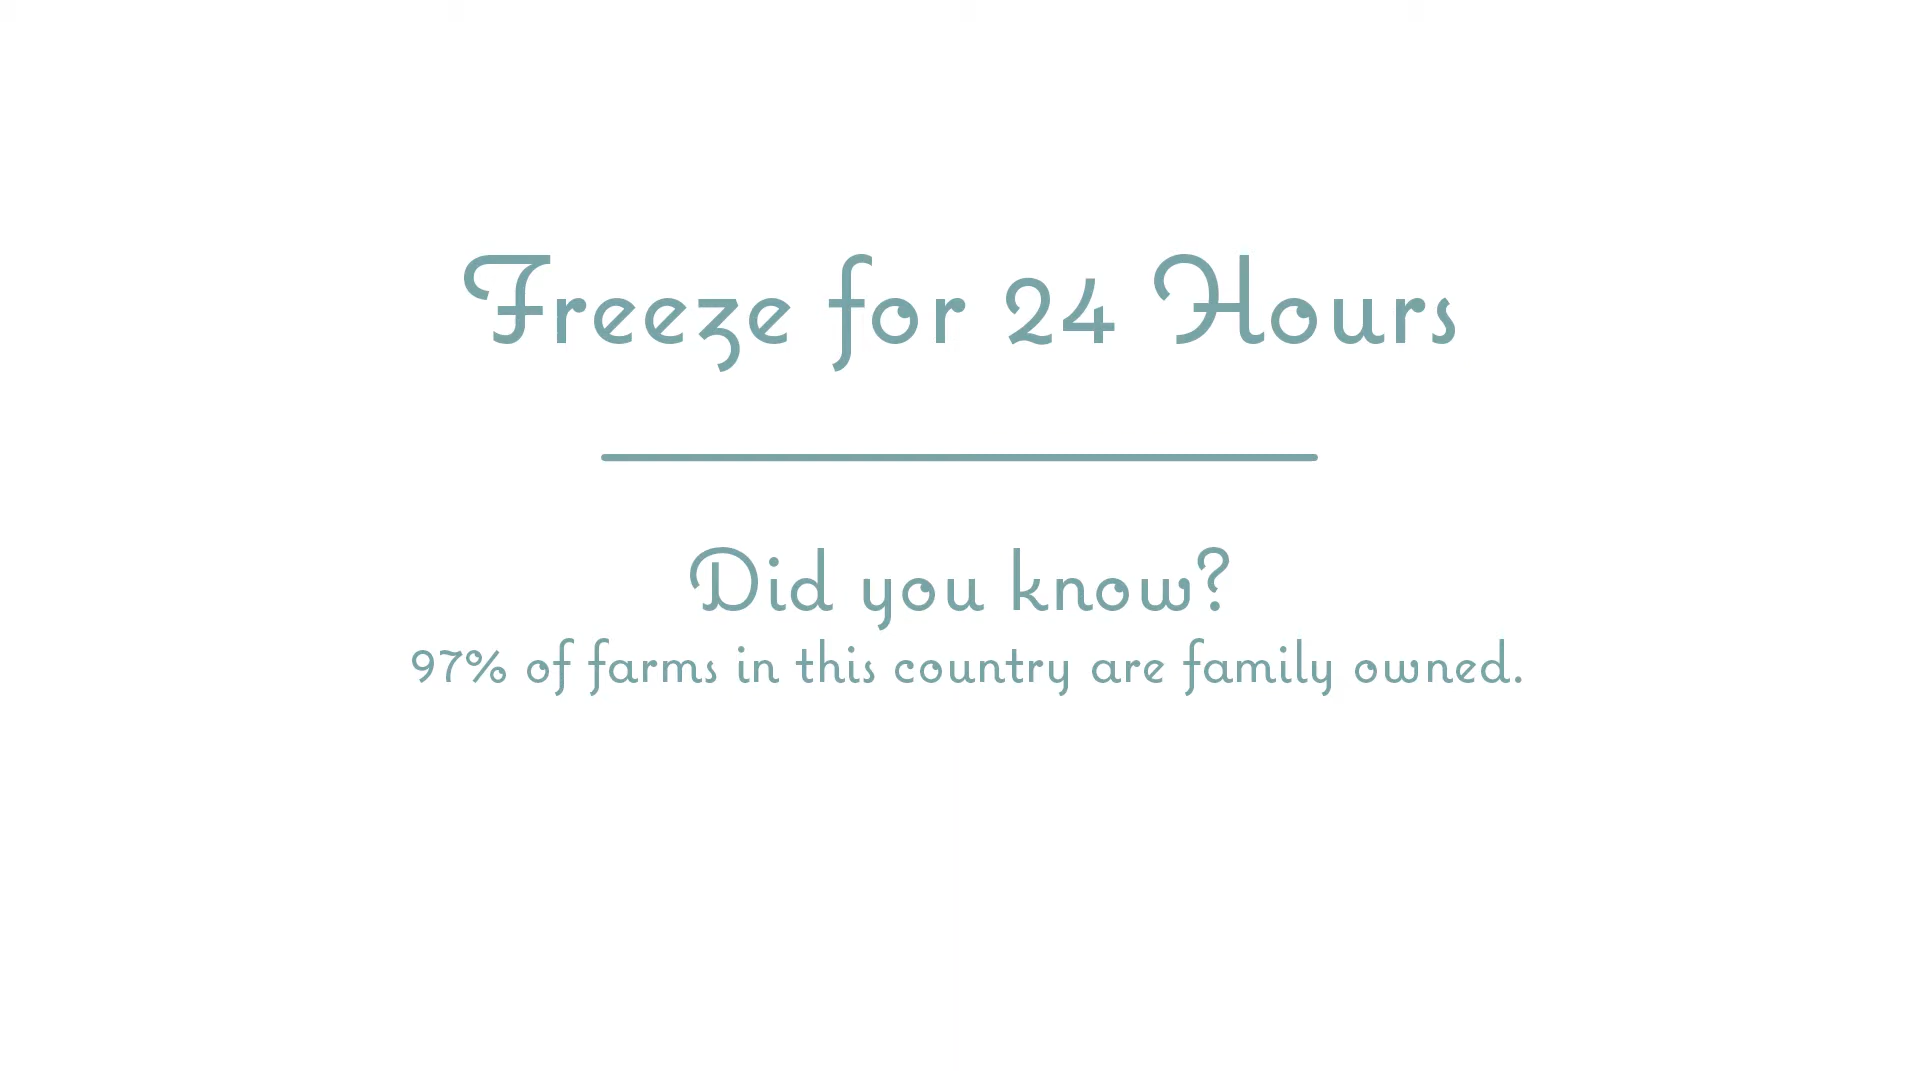 Freeze for 24 Hours
Did you know?
97% of farms in this country are family owned.